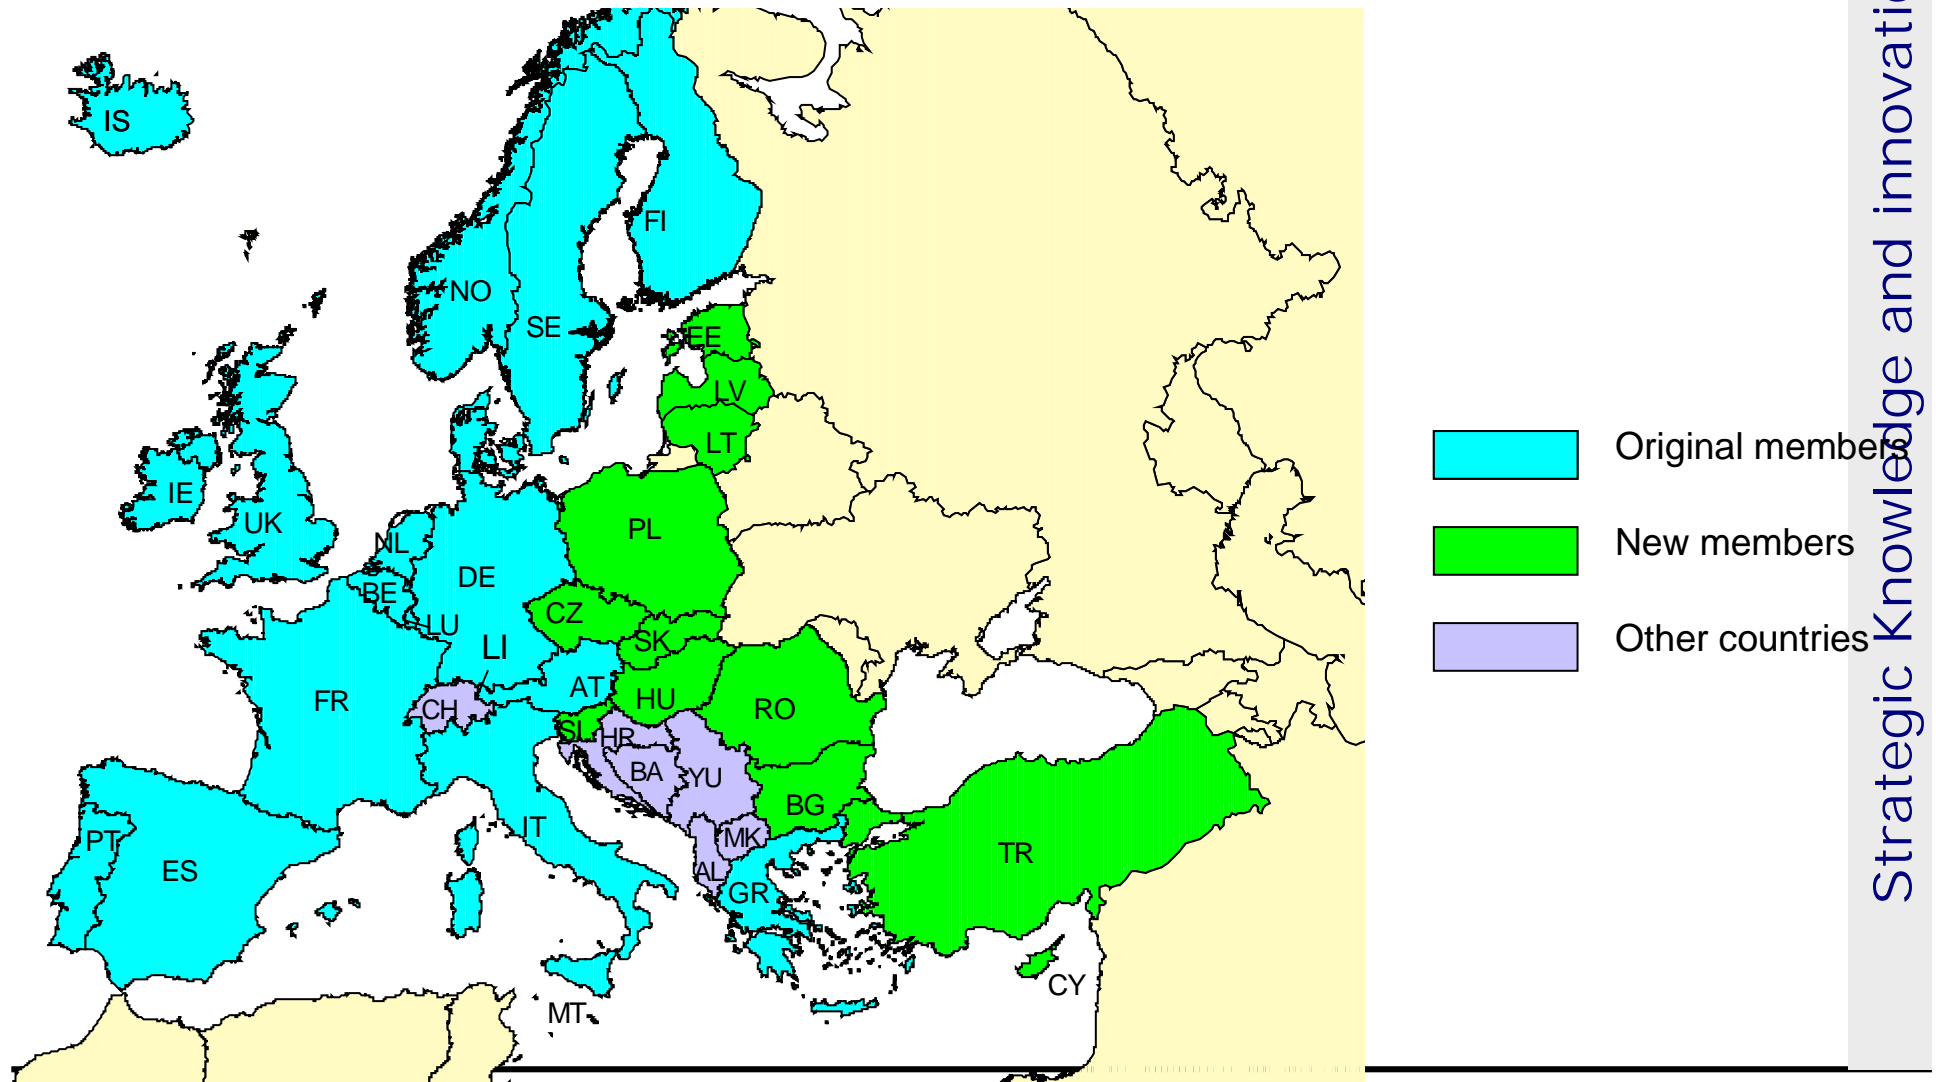 IS
FI
NO
SE
EE
LV
LT
IE
UK
NL
BE
DE
PL
LU
LI
CZ
SK
FR
CH
AT
HU
RO
SL
HR
BA
YU
BG
PT
ES
IT
MK
AL
GR
TR
CY
MT
Original members
New members
Other countries
Strategic Knowledge and